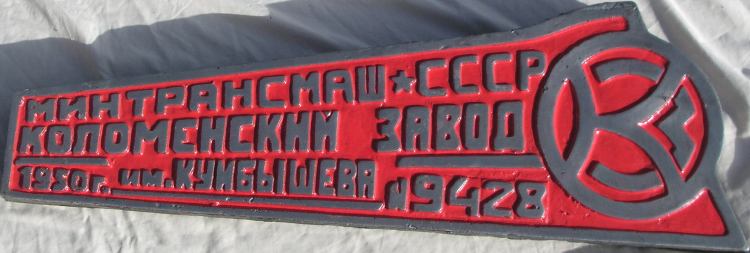 МИНТРАНСМАШ★СССР
КОЛОМЕНСКИЙ ЗАВОД
1950г. им. КУЙБЫШЕВА №9428